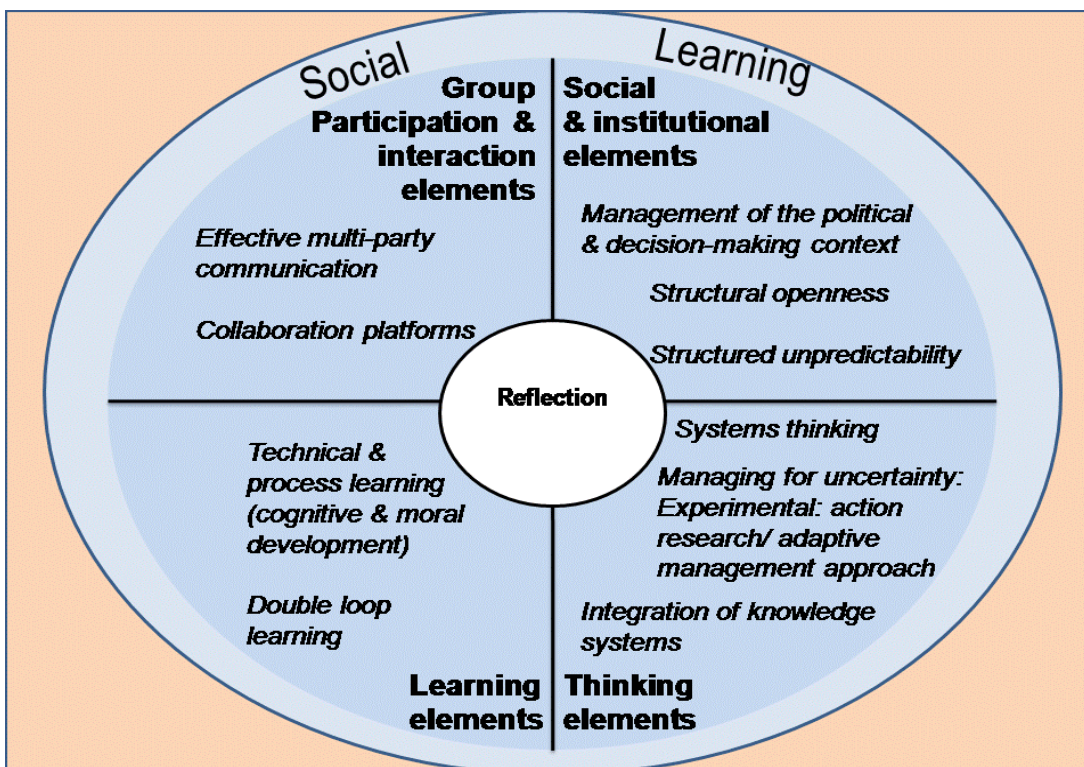 Social
Learning
Group
Participation &
interaction
elements
Effective multi-party
communication
Collaboration platforms
Social
& institutional
elements
Management of the political
& decision-making context
Structural openness
Structured unpredictability
Reflection
Technical &
process learning
(cognitive & moral
development)
Double loop
learning
Learning
elements
Systems thinking
Managing for uncertainty:
Experimental: action
research/ adaptive
management approach
Integration of knowledge
systems
Thinking
elements